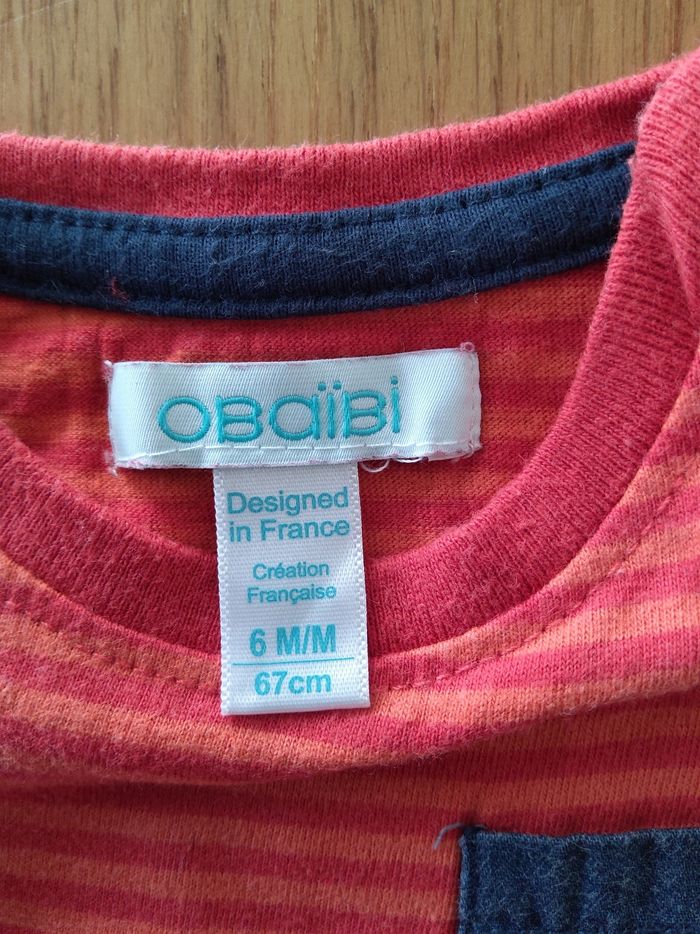 OBaïBi
Designed
in France
Création
Française
6 M/M
67cm